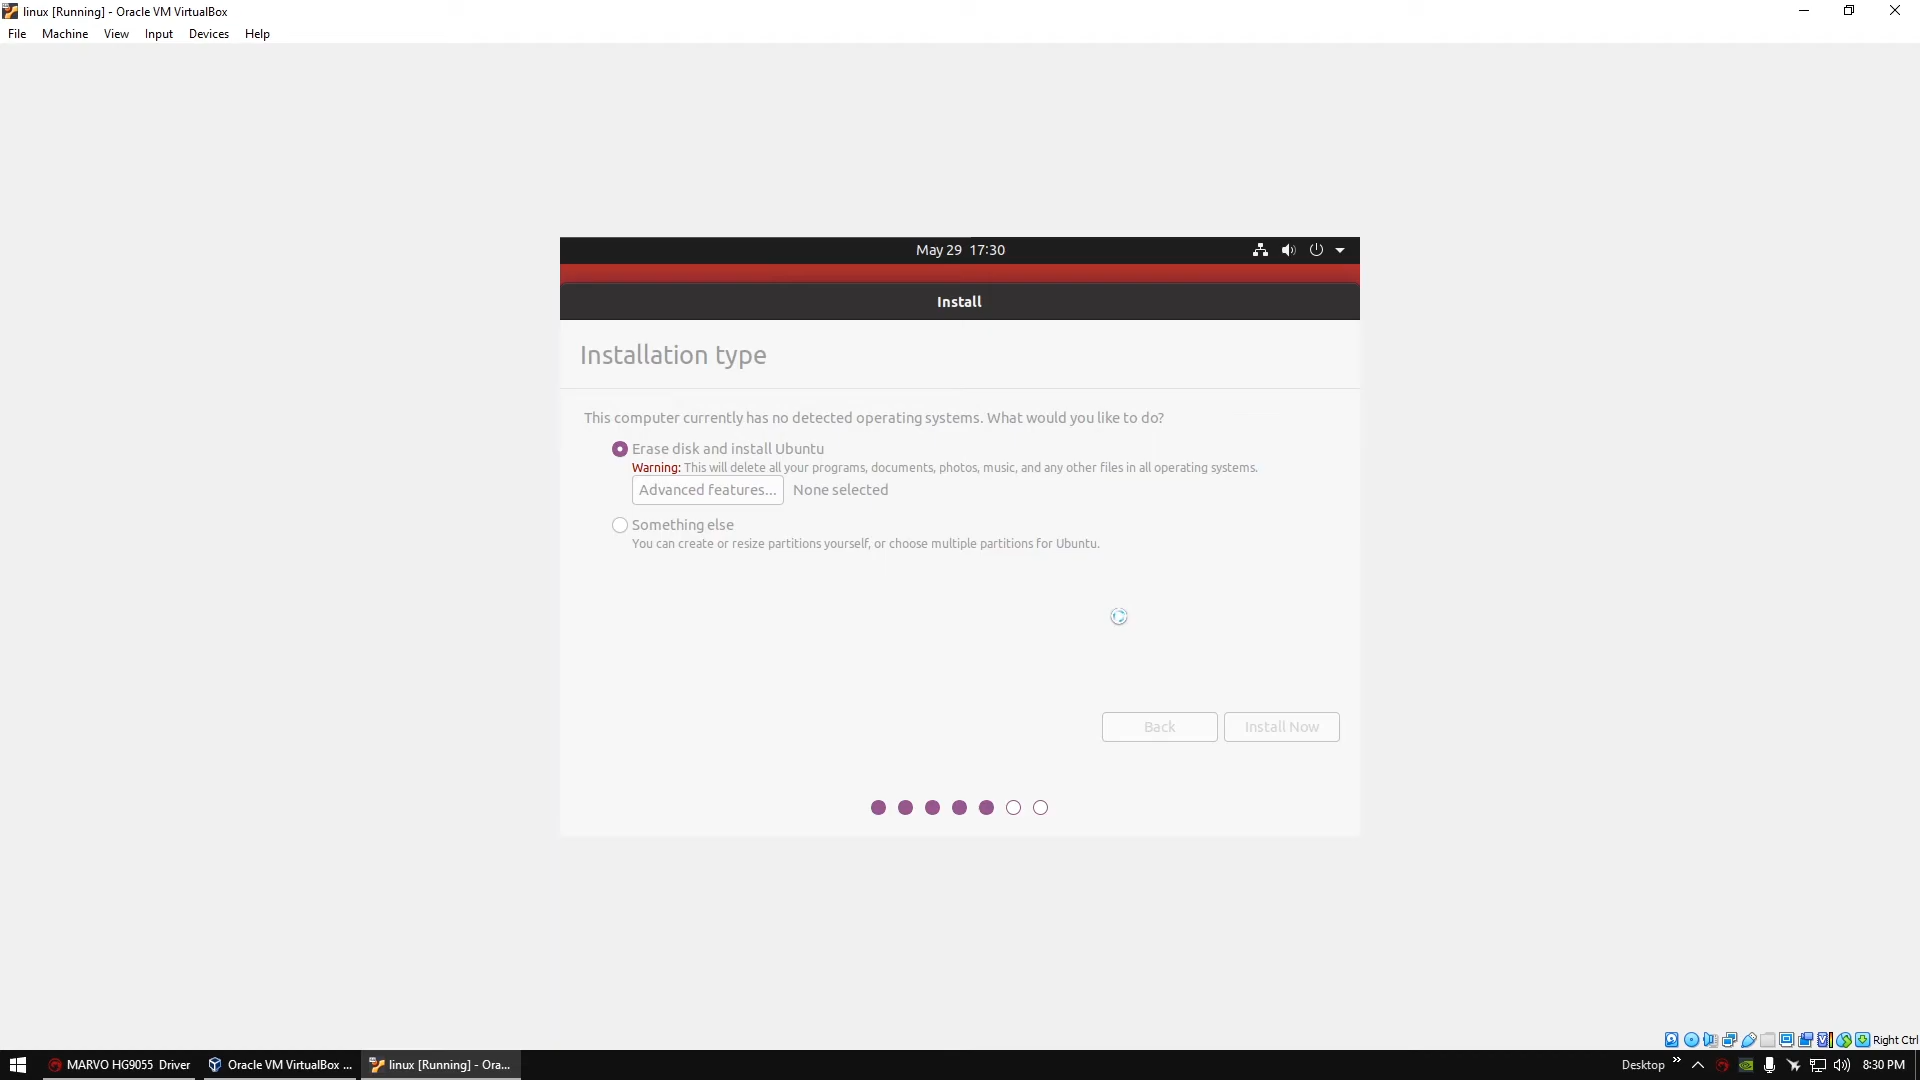 linux [Running] - Oracle VM VirtualBox
File Machine View Input Devices Help
May 29 17:30
Install
Installation type
This computer currently has no detected operating systems. What would you like to do?
Erase disk and install Ubuntu
Warning: This will delete all your programs, documents, photos, music, and any other files in all operating systems.
Advanced features... None selected
Something else
You can create or resize partitions yourself, or choose multiple partitions for Ubuntu.
Back Install Now
Right Ctrl
MARVO HG9055 Driver Oracle VM VirtualBox ... linux [Running] - Ora... Desktop 8:30 PM